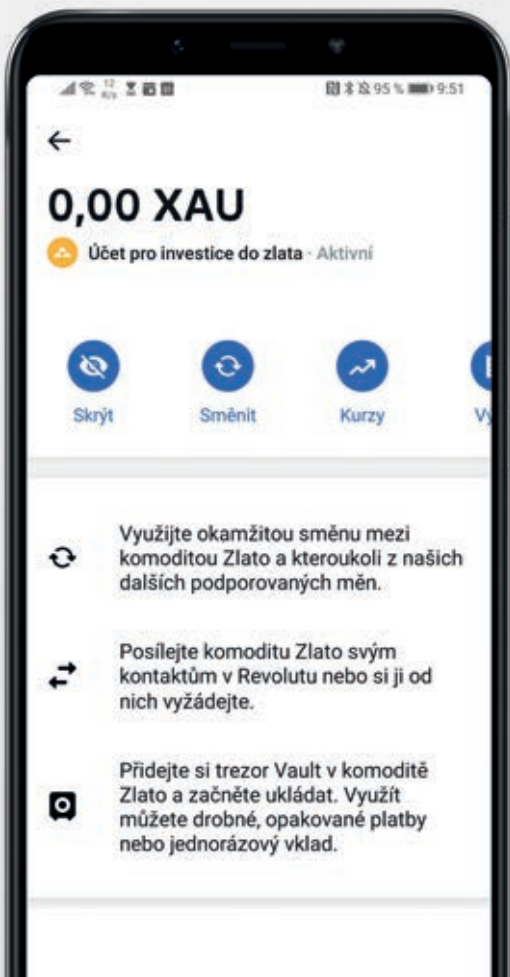 12
K/s
95 % 9:51
0,00 XAU
Účet pro investice do zlata · Aktivní
Skrýt
Směnit
Kurzy
Vý
Využijte okamžitou směnu mezi
komoditou Zlato a kteroukoli z našich
dalších podporovaných měn.
Posílejte komoditu Zlato svým
kontaktům v Revolutu nebo si ji od
nich vyžádejte.
Přidejte si trezor Vault v komoditě
Zlato a začněte ukládat. Využít
můžete drobné, opakované platby
nebo jednorázový vklad.